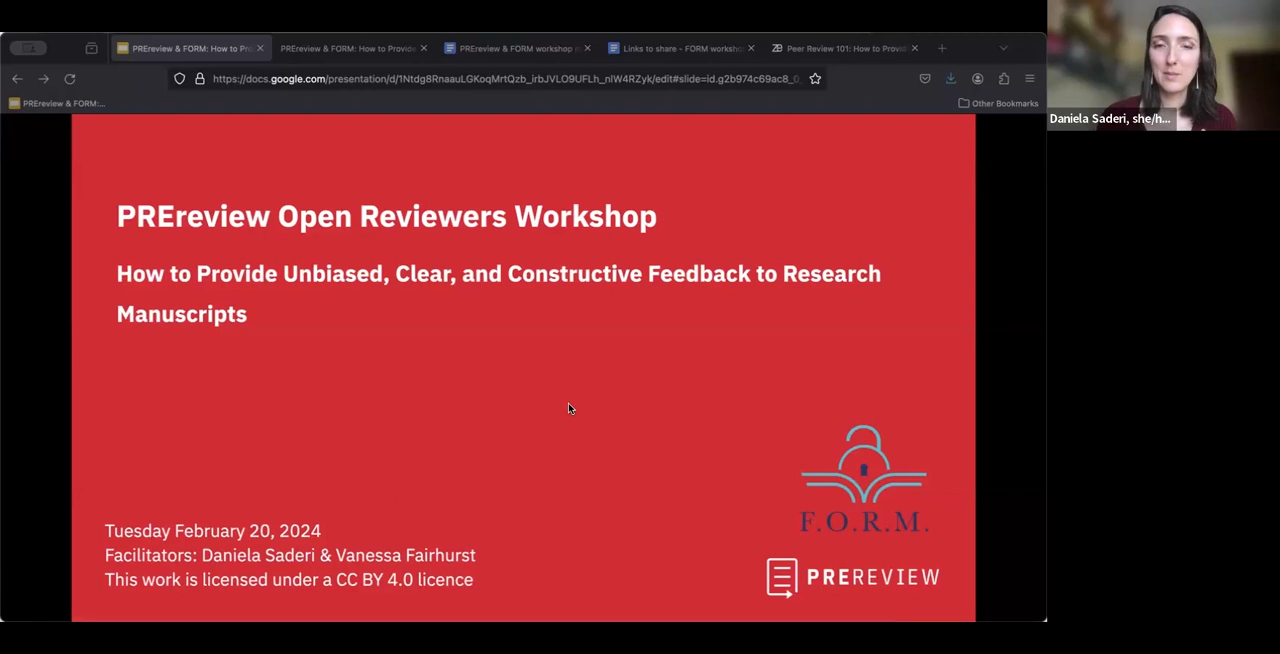 PREreview & FORM: How to Pro
PREreview & FORM: How to Provide
PREreview & FORM workshop
Links to share - FORM worksho
Peer Review 101: How to Provid
https://docs.google.com/presentation/d/1Ntdg8RnaauLGKoqMrtQzb_irbJVLO9UFLh_nlW4RZyk/edit#slide=id.g2b974c69ac8_0
PREreview & FORM:...
Other Bookmarks
Daniela Saderi, she/h...
PREreview Open Reviewers Workshop
How to Provide Unbiased, Clear, and Constructive Feedback to Research
Manuscripts
F.O.R.M.
Tuesday February 20, 2024
Facilitators: Daniela Saderi & Vanessa Fairhurst
This work is licensed under a CC BY 4.0 licence
PREREVIEW